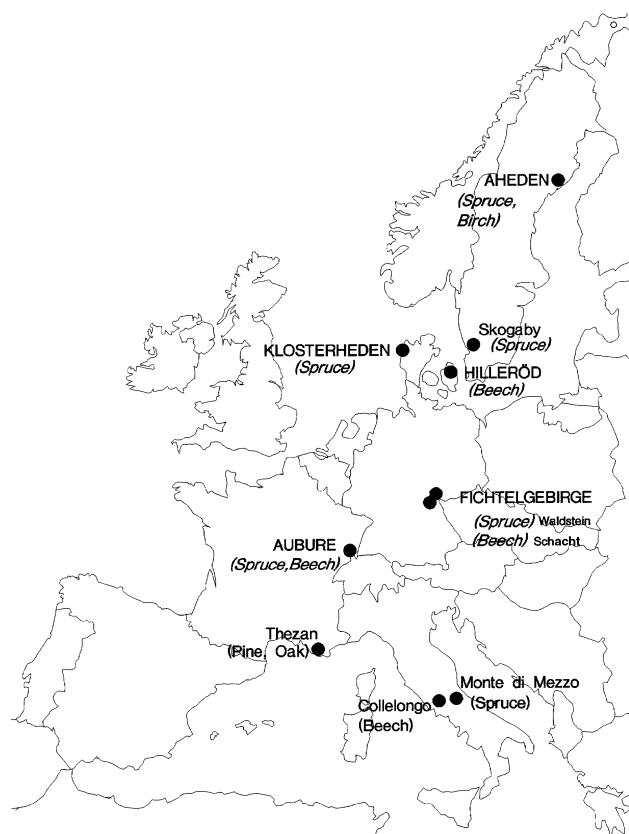 AHEDEN
(Spruce,
Birch)
Skogaby
(Spruce)
KLOSTERHEDEN
(Spruce)
HILLERÖD
(Beech)
FICHTELGEBIRGE
(Spruce) Waldstein
(Beech) Schacht
AUBURE
(Spruce,Beech)
Thezan
(Pine, Oak)
Monte di Mezzo
(Spruce)
Collelongo
(Beech)